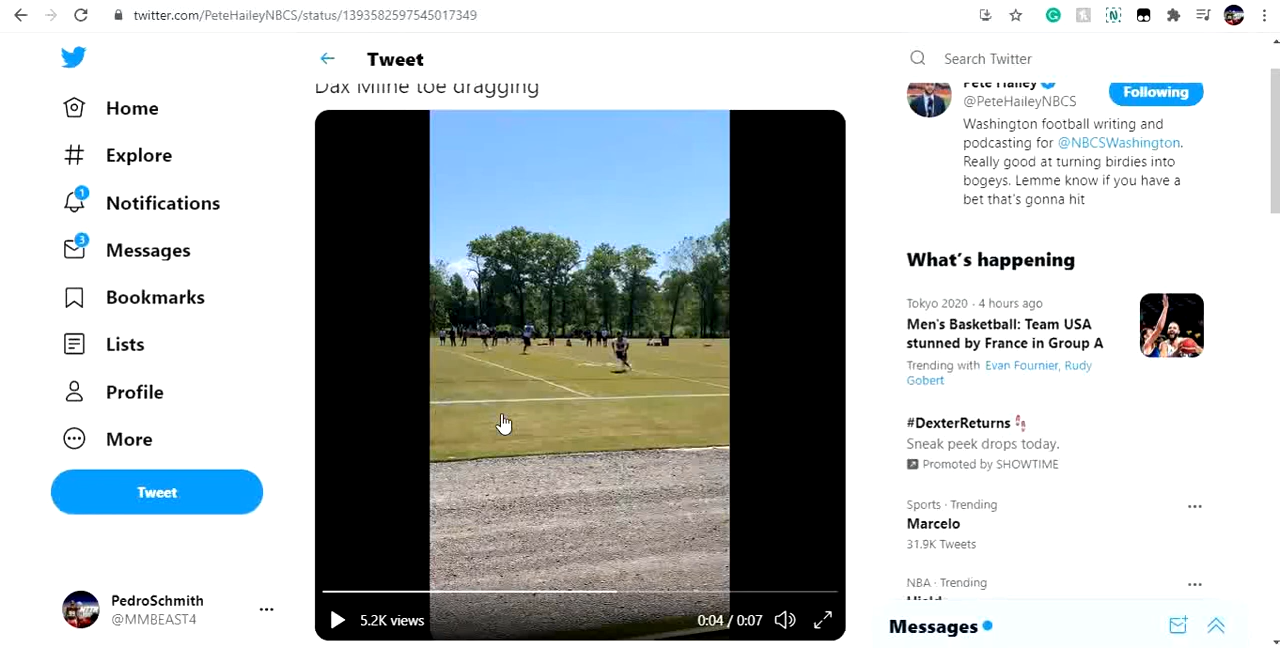 twitter.com/PeteHaileyNBCS/status/1393582597545017349
Home
Explore
1
Notifications
3
Messages
Bookmarks
Lists
Profile
More
Tweet
PedroSchmith
@MMBEAST4
Tweet
Dax Milne toe dragging
5.2K views
0:04 / 0:07
Search Twitter
Pete Hailey
@PeteHaileyNBCS
Following
Washington football writing and
podcasting for @NBCSWashington.
Really good at turning birdies into
bogeys. Lemme know if you have a
bet that's gonna hit
What's happening
Tokyo 2020 · 4 hours ago
Men's Basketball: Team USA
stunned by France in Group A
Trending with Evan Fournier, Rudy
Gobert
#DexterReturns
Sneak peek drops today.
Promoted by SHOWTIME
Sports · Trending
Marcelo
31.9K Tweets
NBA · Trending
Messages